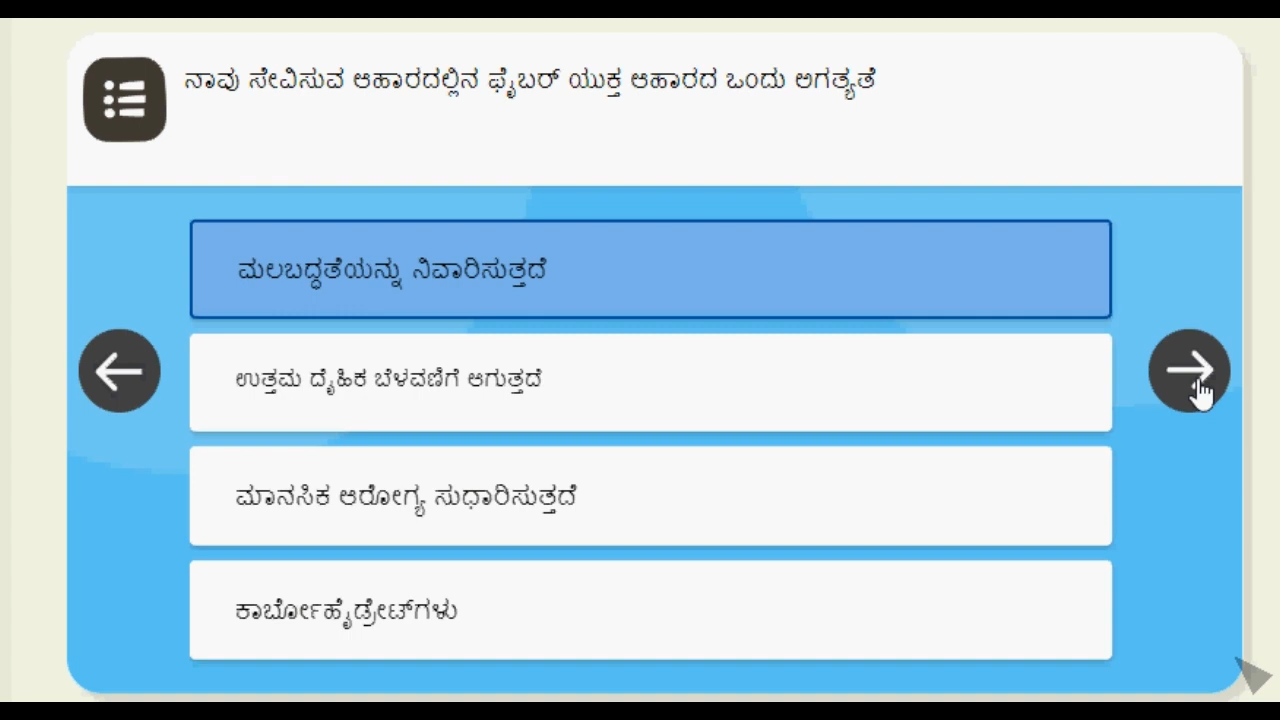 ನಾವು ಸೇವಿಸುವ ಆಹಾರದಲ್ಲಿನ ಫೈಬರ್ ಯುಕ್ತ ಆಹಾರದ ಒಂದು ಅಗತ್ಯತೆ
ಮಲಬದ್ಧತೆಯನ್ನು ನಿವಾರಿಸುತ್ತದೆ
ಉತ್ತಮ ದೈಹಿಕ ಬೆಳವಣಿಗೆ ಆಗುತ್ತದೆ
ಮಾನಸಿಕ ಆರೋಗ್ಯ ಸುಧಾರಿಸುತ್ತದೆ
ಕಾರ್ಬೋಹೈಡ್ರೇಟ್‌ಗಳು